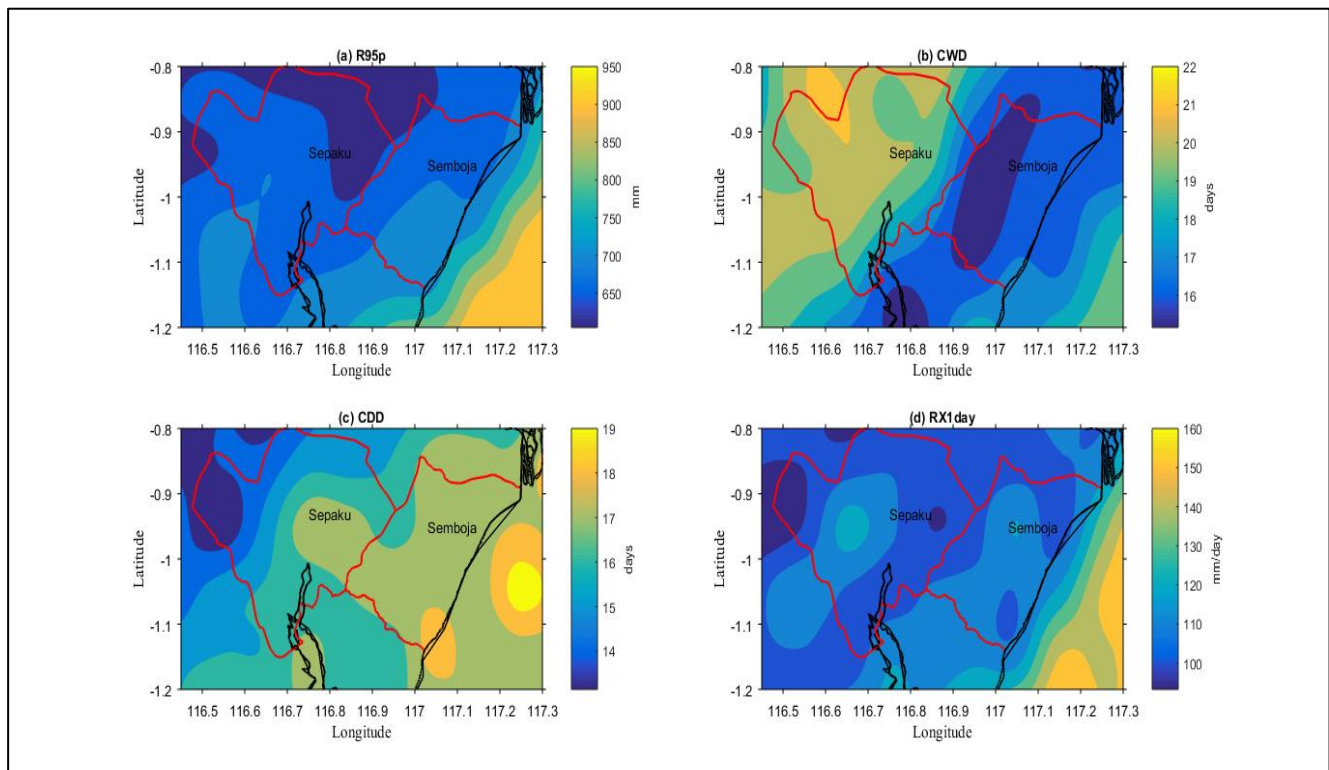 (a) R95p
-0.8
-0.9
-1
-1.1
-1.2
Latitude
Sepaku
Semboja
116.5 116.6 116.7 116.8 116.9 117 117.1 117.2 117.3
Longitude
950
900
850
800
750
700
650
mm
(b) CWD
-0.8
-0.9
-1
-1.1
-1.2
Latitude
Sepaku
Semboja
116.5 116.6 116.7 116.8 116.9 117 117.1 117.2 117.3
Longitude
22
21
20
19
18
17
16
days
(c) CDD
-0.8
-0.9
-1
-1.1
-1.2
Latitude
Sepaku
Semboja
116.5 116.6 116.7 116.8 116.9 117 117.1 117.2 117.3
Longitude
19
18
17
16
15
14
days
(d) RX1day
-0.8
-0.9
-1
-1.1
-1.2
Latitude
Sepaku
Semboja
116.5 116.6 116.7 116.8 116.9 117 117.1 117.2 117.3
Longitude
160
150
140
130
120
110
100
mm/day